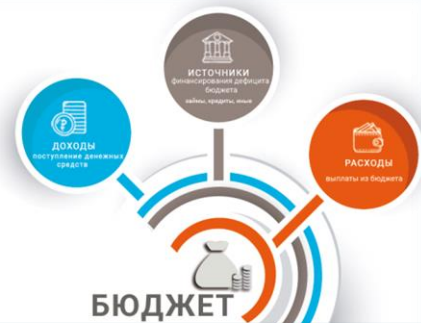 ИСТОЧНИКИ
финансирования дефицита
бюджета
займы, кредиты, иные
ДОХОДЫ
поступление денежных
средств
РАСХОДЫ
выплаты из бюджета
БЮДЖЕТ